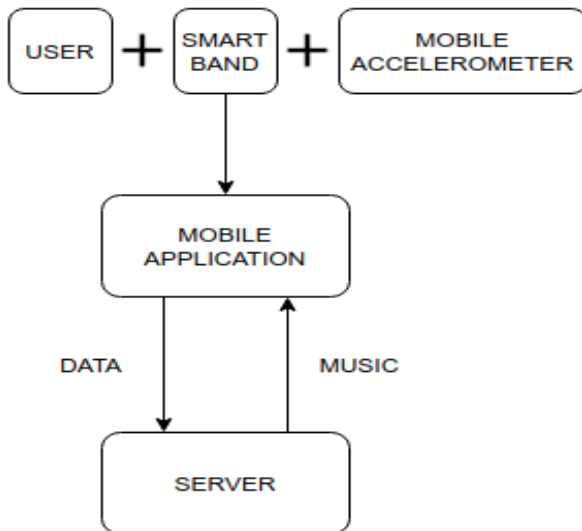 USER + SMART BAND + MOBILE ACCELEROMETER
MOBILE
APPLICATION
DATA
MUSIC
SERVER